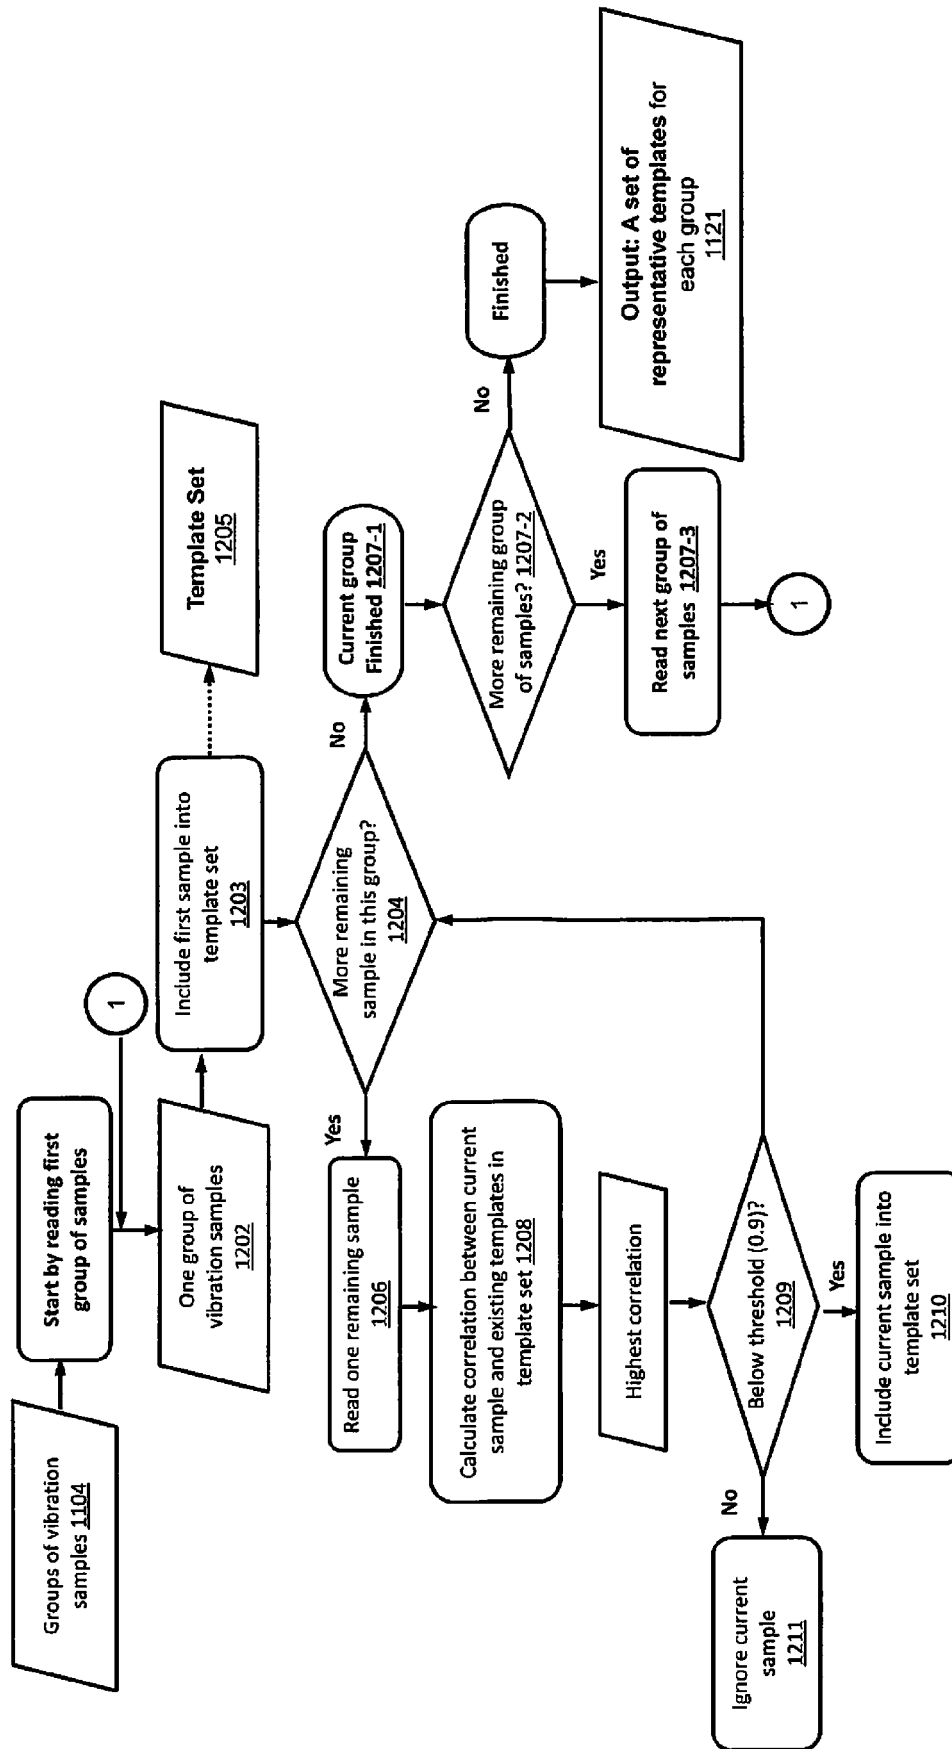 Groups of vibration
samples 1104
Start by reading first
group of samples
1
One group of
vibration samples
1202
Include first sample into
template set
1203
Template Set
1205
More remaining
sample in this group?
1204
Yes
No
Current group
Finished 1207-1
Read one remaining sample
1206
More remaining group
of samples? 1207-2
No
Finished
Yes
Calculate correlation between current
sample and existing templates in
template set 1208
Read next group of
samples 1207-3
Output: A set of
representative templates for
each group
1121
Highest correlation
1
Below threshold (0.9)?
1209
No
Yes
Ignore current
sample
1211
Include current sample into
template set
1210